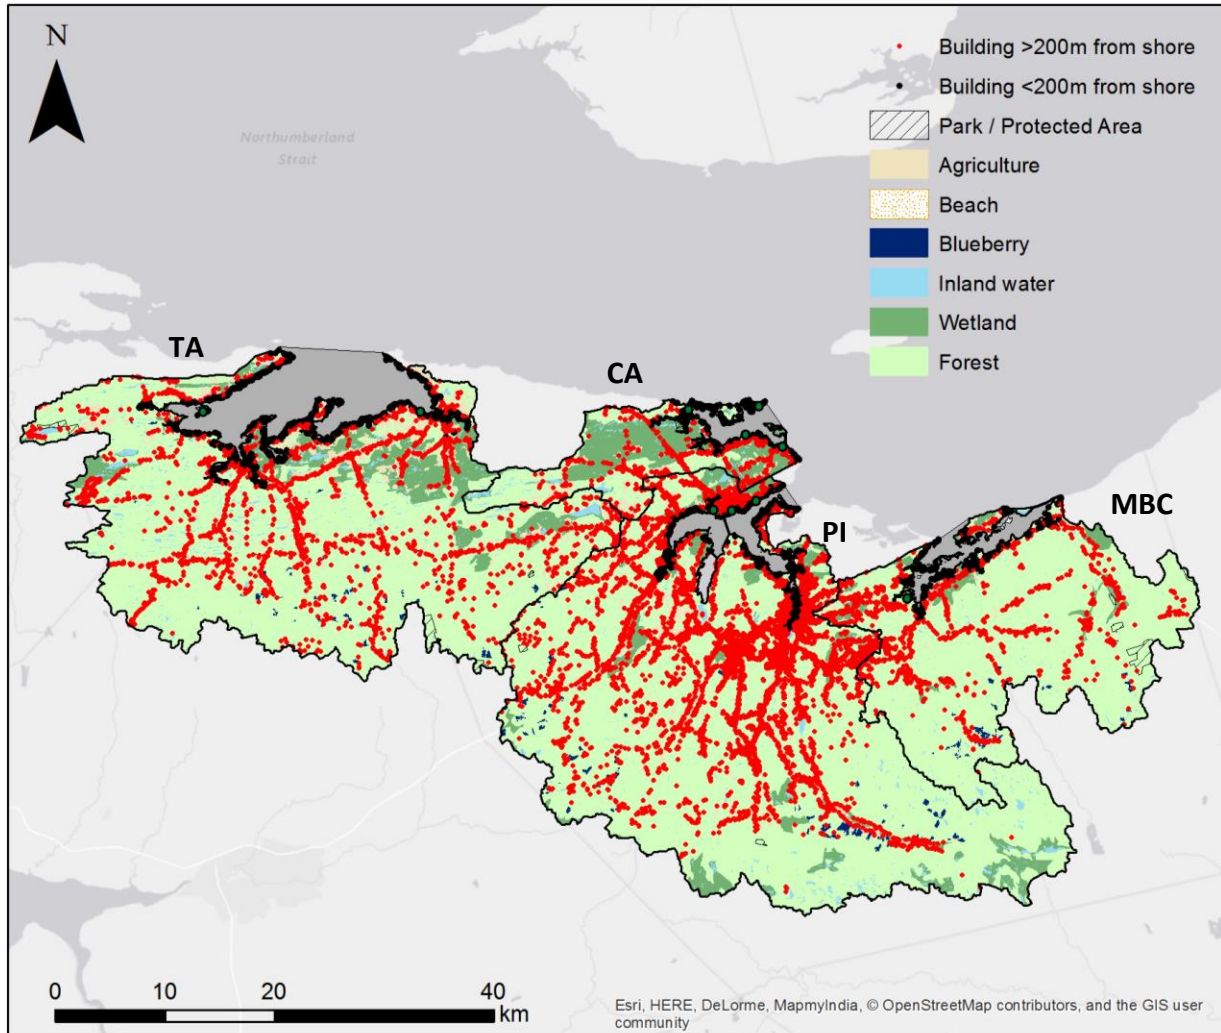 N
Northumberland
Strait
Building >200m from shore
Building <200m from shore
Park / Protected Area
Agriculture
Beach
Blueberry
Inland water
Wetland
Forest
TA
CA
PI
MBC
0 10 20 40
km
Esri, HERE, DeLorme, MapmyIndia, © OpenStreetMap contributors, and the GIS user
community